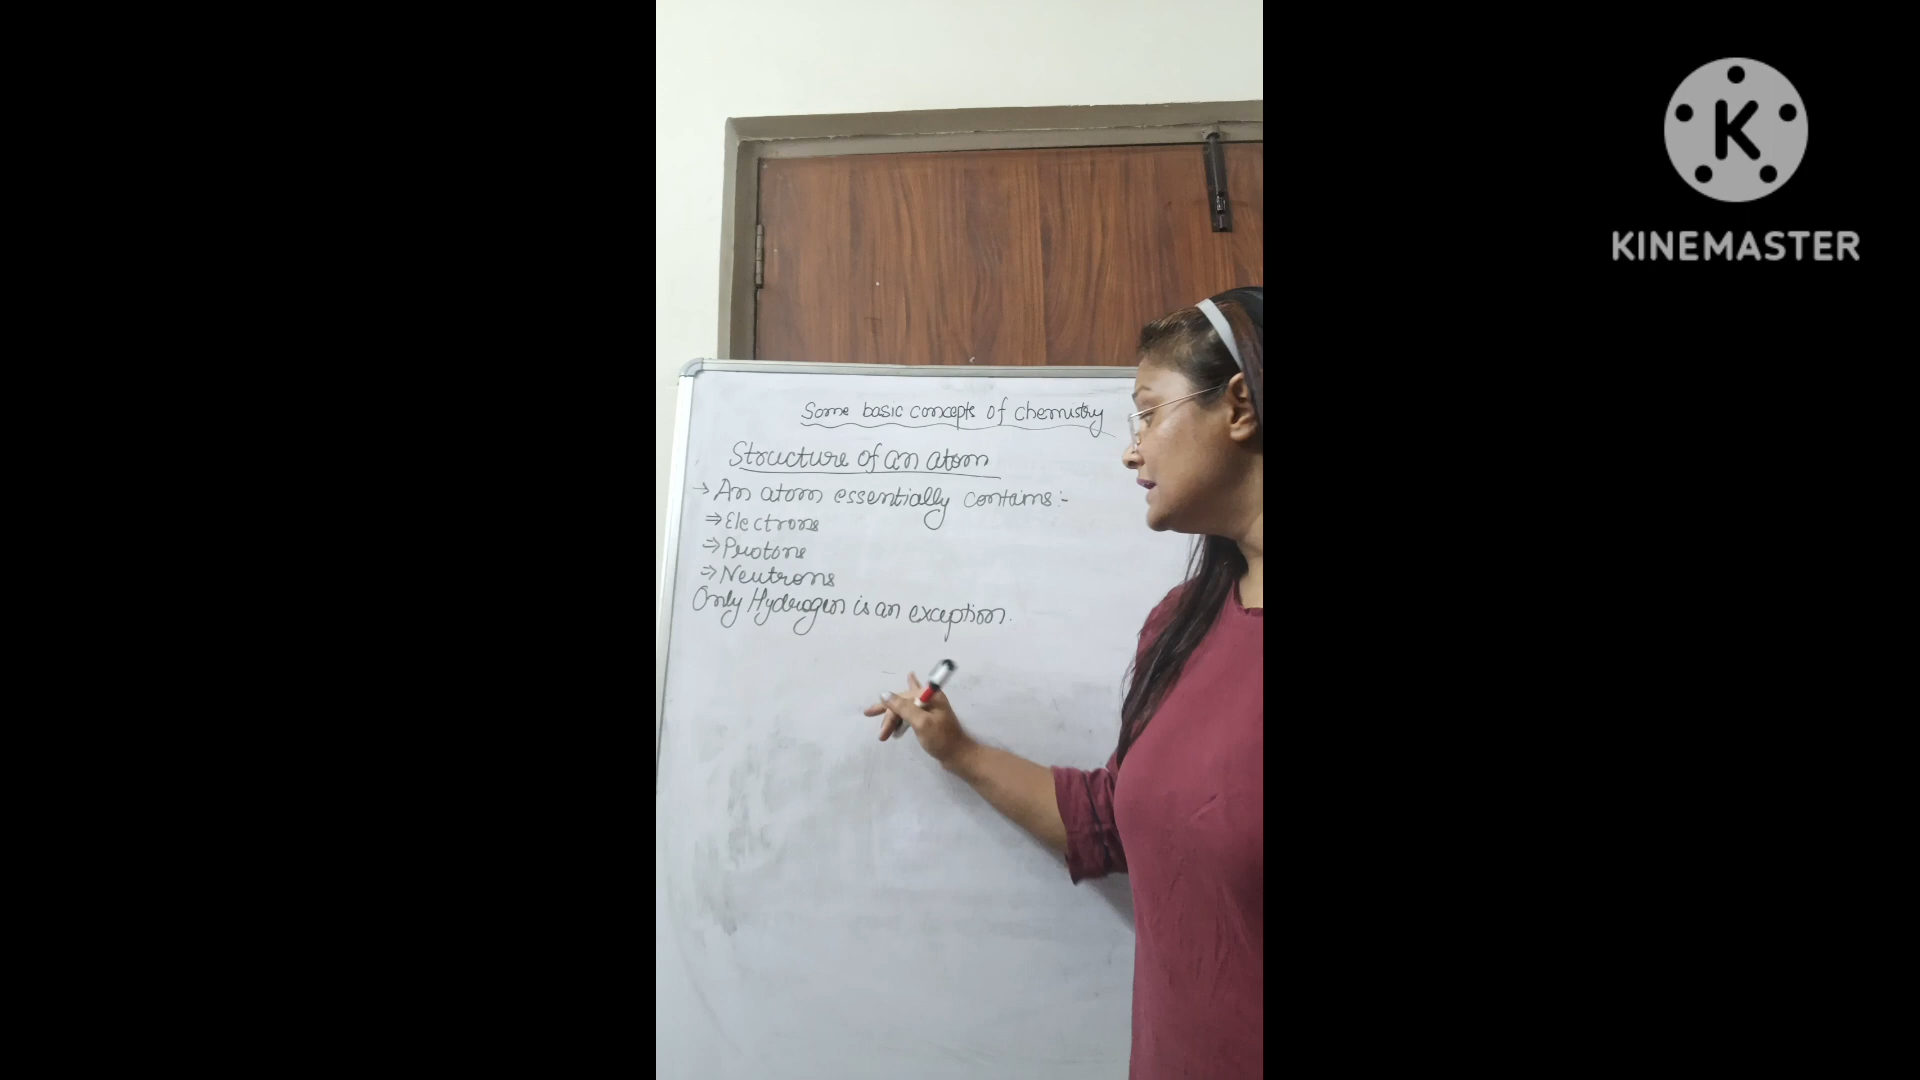 Some basic concepts of chemistry
Structure of an atom
→ An atom essentially contains:-
⇒ Electrons
⇒ Protons
⇒ Neutrons
Only Hydrogen is an exception.
K
KINEMASTER